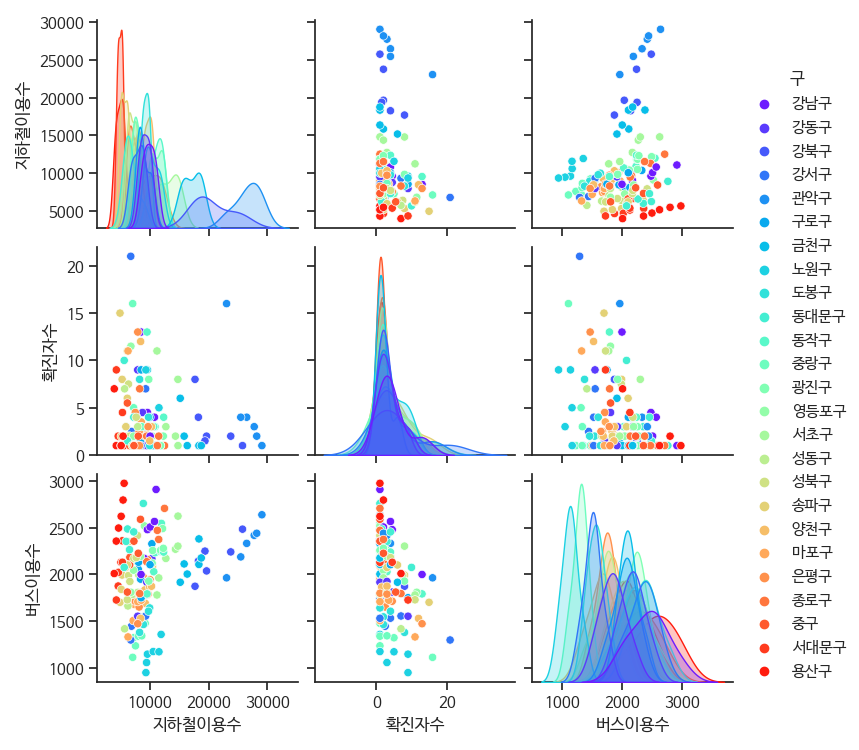 30000
25000
20000
15000
10000
5000
지하철이용수
20
15
10
5
0
확진자수
3000
2500
2000
1500
1000
버스이용수
10000 20000 30000
지하철이용수
0 20
확진자수
1000 2000 3000
버스이용수
구
강남구
강동구
강북구
강서구
관악구
구로구
금천구
노원구
도봉구
동대문구
동작구
중랑구
광진구
영등포구
서초구
성동구
성북구
송파구
양천구
마포구
은평구
종로구
중구
서대문구
용산구